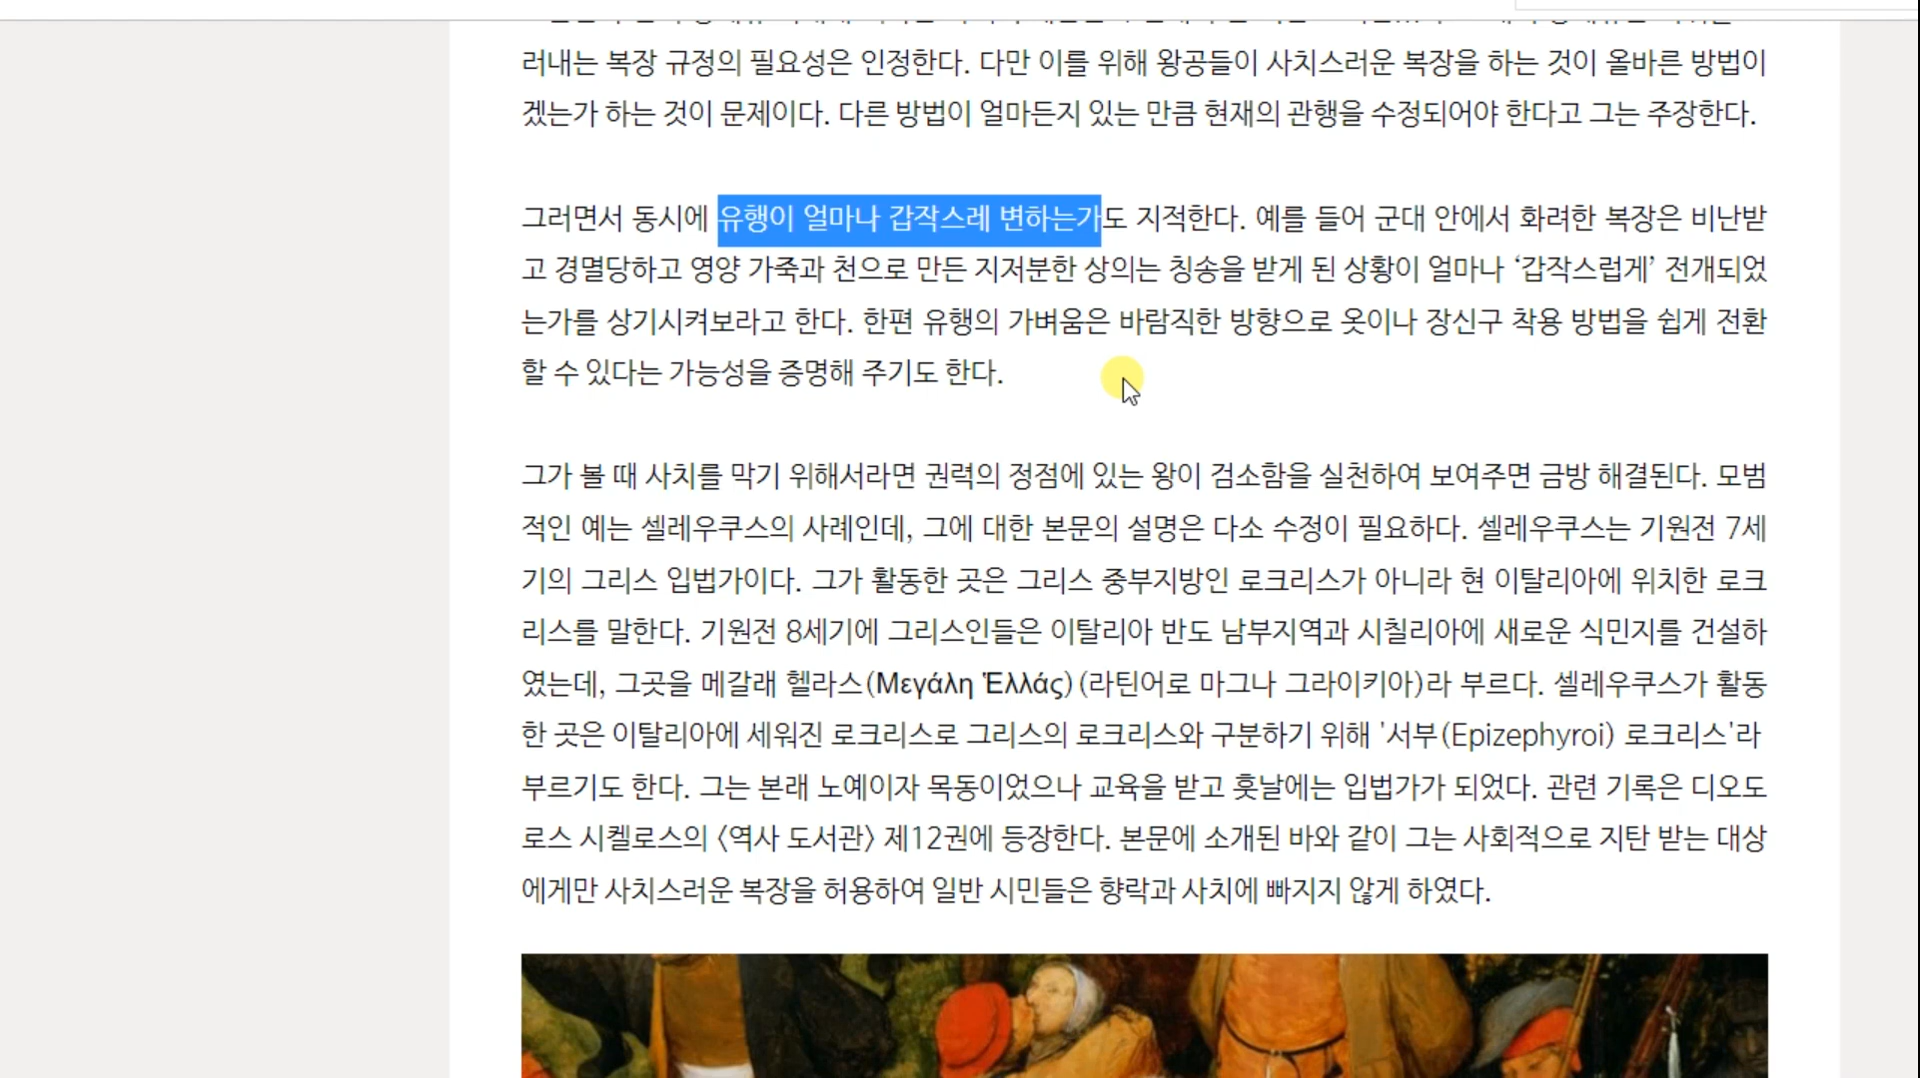 러내는 복장 규정의 필요성은 인정한다. 다만 이를 위해 왕공들이 사치스러운 복장을 하는 것이 올바른 방법이
겠는가 하는 것이 문제이다. 다른 방법이 얼마든지 있는 만큼 현재의 관행을 수정되어야 한다고 그는 주장한다.
그러면서 동시에 유행이 얼마나 갑작스레 변하는가도 지적한다. 예를 들어 군대 안에서 화려한 복장은 비난받
고 경멸당하고 영양 가죽과 천으로 만든 지저분한 상의는 칭송을 받게 된 상황이 얼마나 ‘갑작스럽게’ 전개되었
는가를 상기시켜보라고 한다. 한편 유행의 가벼움은 바람직한 방향으로 옷이나 장신구 착용 방법을 쉽게 전환
할 수 있다는 가능성을 증명해 주기도 한다.
그가 볼 때 사치를 막기 위해서라면 권력의 정점에 있는 왕이 검소함을 실천하여 보여주면 금방 해결된다. 모범
적인 예는 셀레우쿠스의 사례인데, 그에 대한 본문의 설명은 다소 수정이 필요하다. 셀레우쿠스는 기원전 7세
기의 그리스 입법가이다. 그가 활동한 곳은 그리스 중부지방인 로크리스가 아니라 현 이탈리아에 위치한 로크
리스를 말한다. 기원전 8세기에 그리스인들은 이탈리아 반도 남부지역과 시칠리아에 새로운 식민지를 건설하
였는데, 그곳을 메갈래 헬라스(Μεγάλη Ἑλλάς)(라틴어로 마그나 그라이키아)라 부르다. 셀레우쿠스가 활동
한 곳은 이탈리아에 세워진 로크리스로 그리스의 로크리스와 구분하기 위해 '서부(Epizephyroi) 로크리스'라
부르기도 한다. 그는 본래 노예이자 목동이었으나 교육을 받고 훗날에는 입법가가 되었다. 관련 기록은 디오도
로스 시켈로스의 〈역사 도서관〉 제12권에 등장한다. 본문에 소개된 바와 같이 그는 사회적으로 지탄 받는 대상
에게만 사치스러운 복장을 허용하여 일반 시민들은 향락과 사치에 빠지지 않게 하였다.